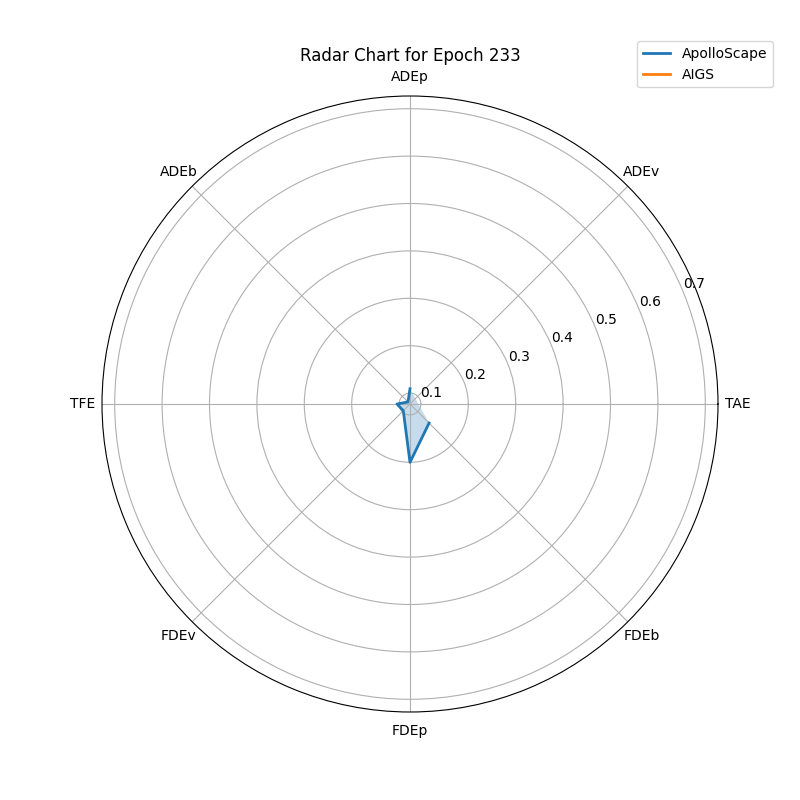 Radar Chart for Epoch 233
ApolloScape
AIGS
ADEp
ADEb
ADEv
0.7
0.6
0.5
0.4
0.3
0.2
0.1
TFE
TAE
FDEv
FDEb
FDEp